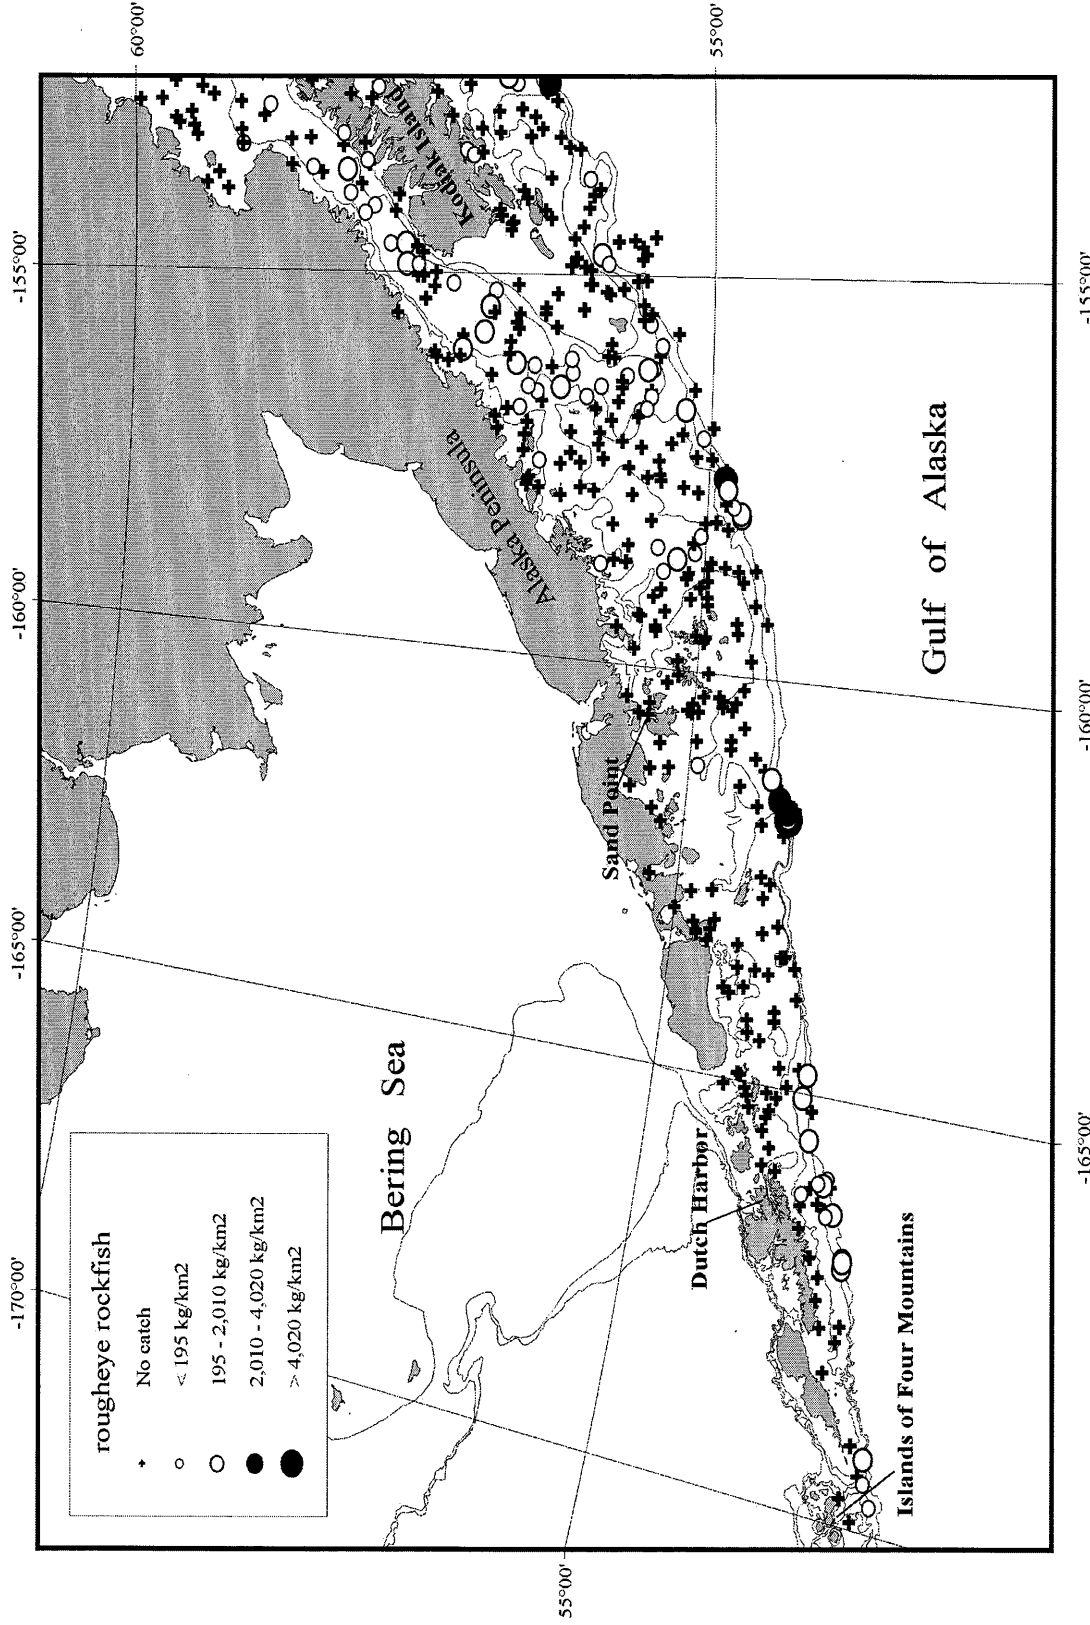 -170°00'
-165°00'
-160°00'
-155°00'
60°00'
rougheye rockfish
No catch
< 195 kg/km2
195 - 2,010 kg/km2
2,010 - 4,020 kg/km2
> 4,020 kg/km2
Bering Sea
Alaska Peninsula
Kodiak Island
Sand Point
Dutch Harbor
Islands of Four Mountains
Gulf of Alaska
55°00'
55°00'
-165°00'
-160°00'
-155°00'